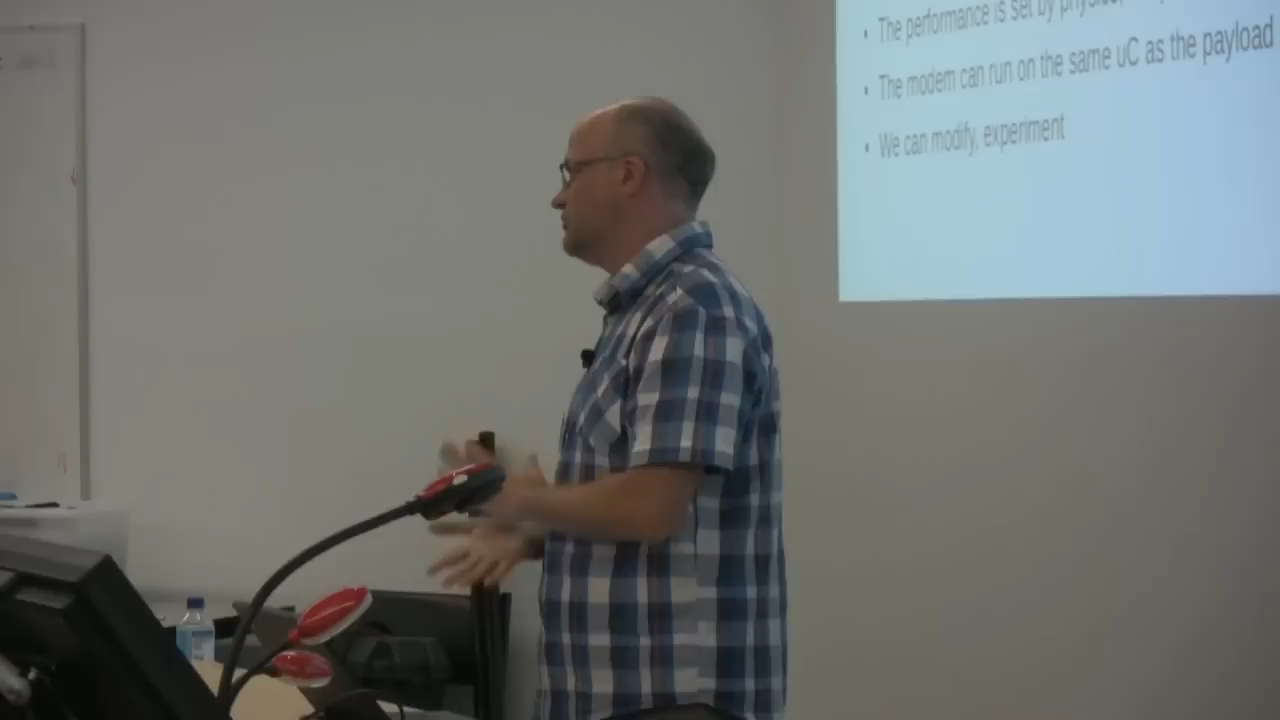 The performance is set by physics,
The modem can run on the same uC as the payload
We can modify, experiment